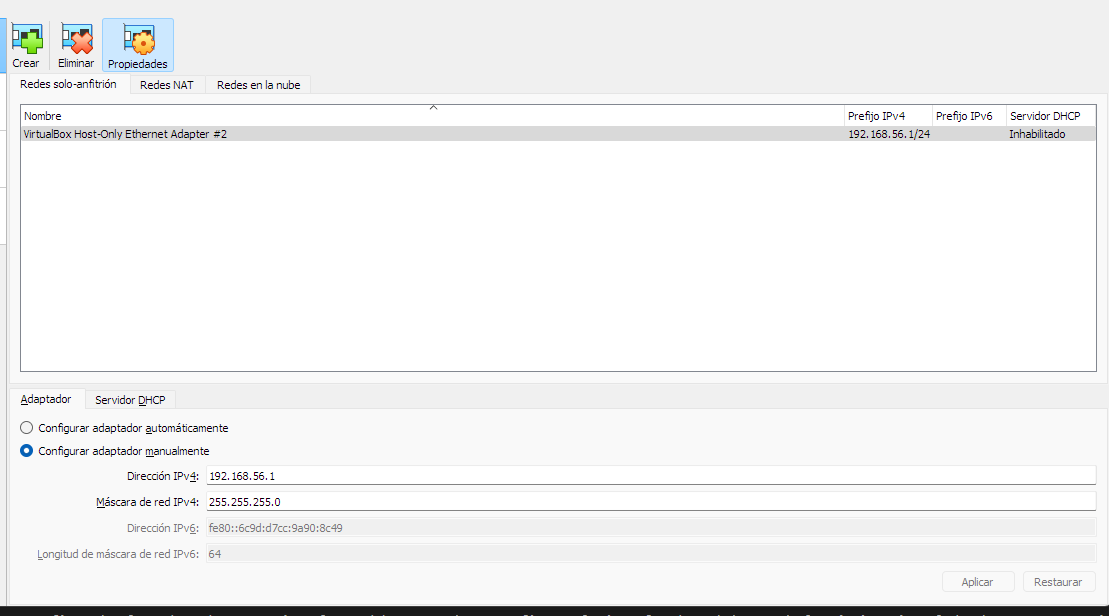 Crear Eliminar Propiedades
Redes solo-anfitrión Redes NAT Redes en la nube
Nombre Prefijo IPv4 Prefijo IPv6 Servidor DHCP
VirtualBox Host-Only Ethernet Adapter #2 192.168.56.1/24 Inhabilitado
Adaptador Servidor DHCP
Configurar adaptador automáticamente
Configurar adaptador manualmente
Dirección IPv4: 192.168.56.1
Máscara de red IPv4: 255.255.255.0
Dirección IPv6: fe80::6c9d:d7cc:9a90:8c49
Longitud de máscara de red IPv6: 64
Aplicar Restaurar